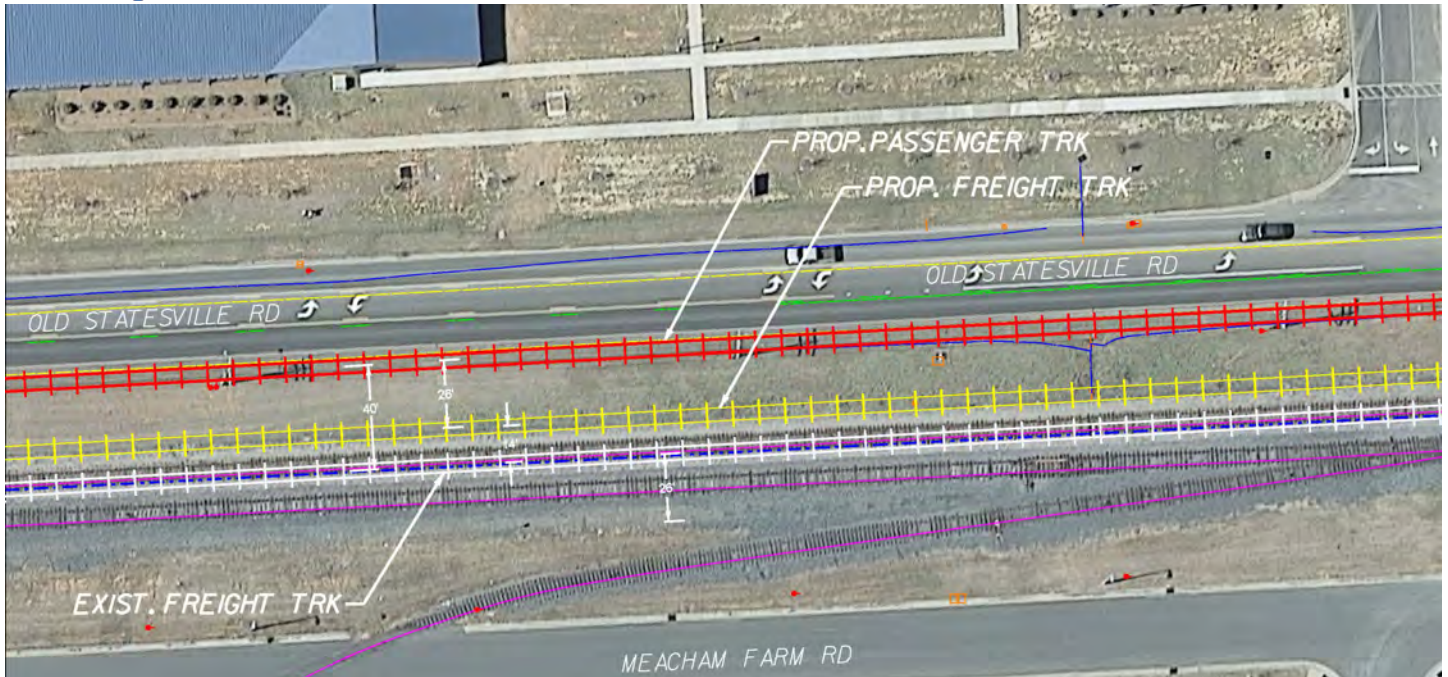 PROP. PASSENGER TRK
PROP. FREIGHT TRK
OLD STATESVILLE RD
OLD STATESVILLE RD
40'
26'
14'
26
EXIST. FREIGHT TRK
MEACHAM FARM RD